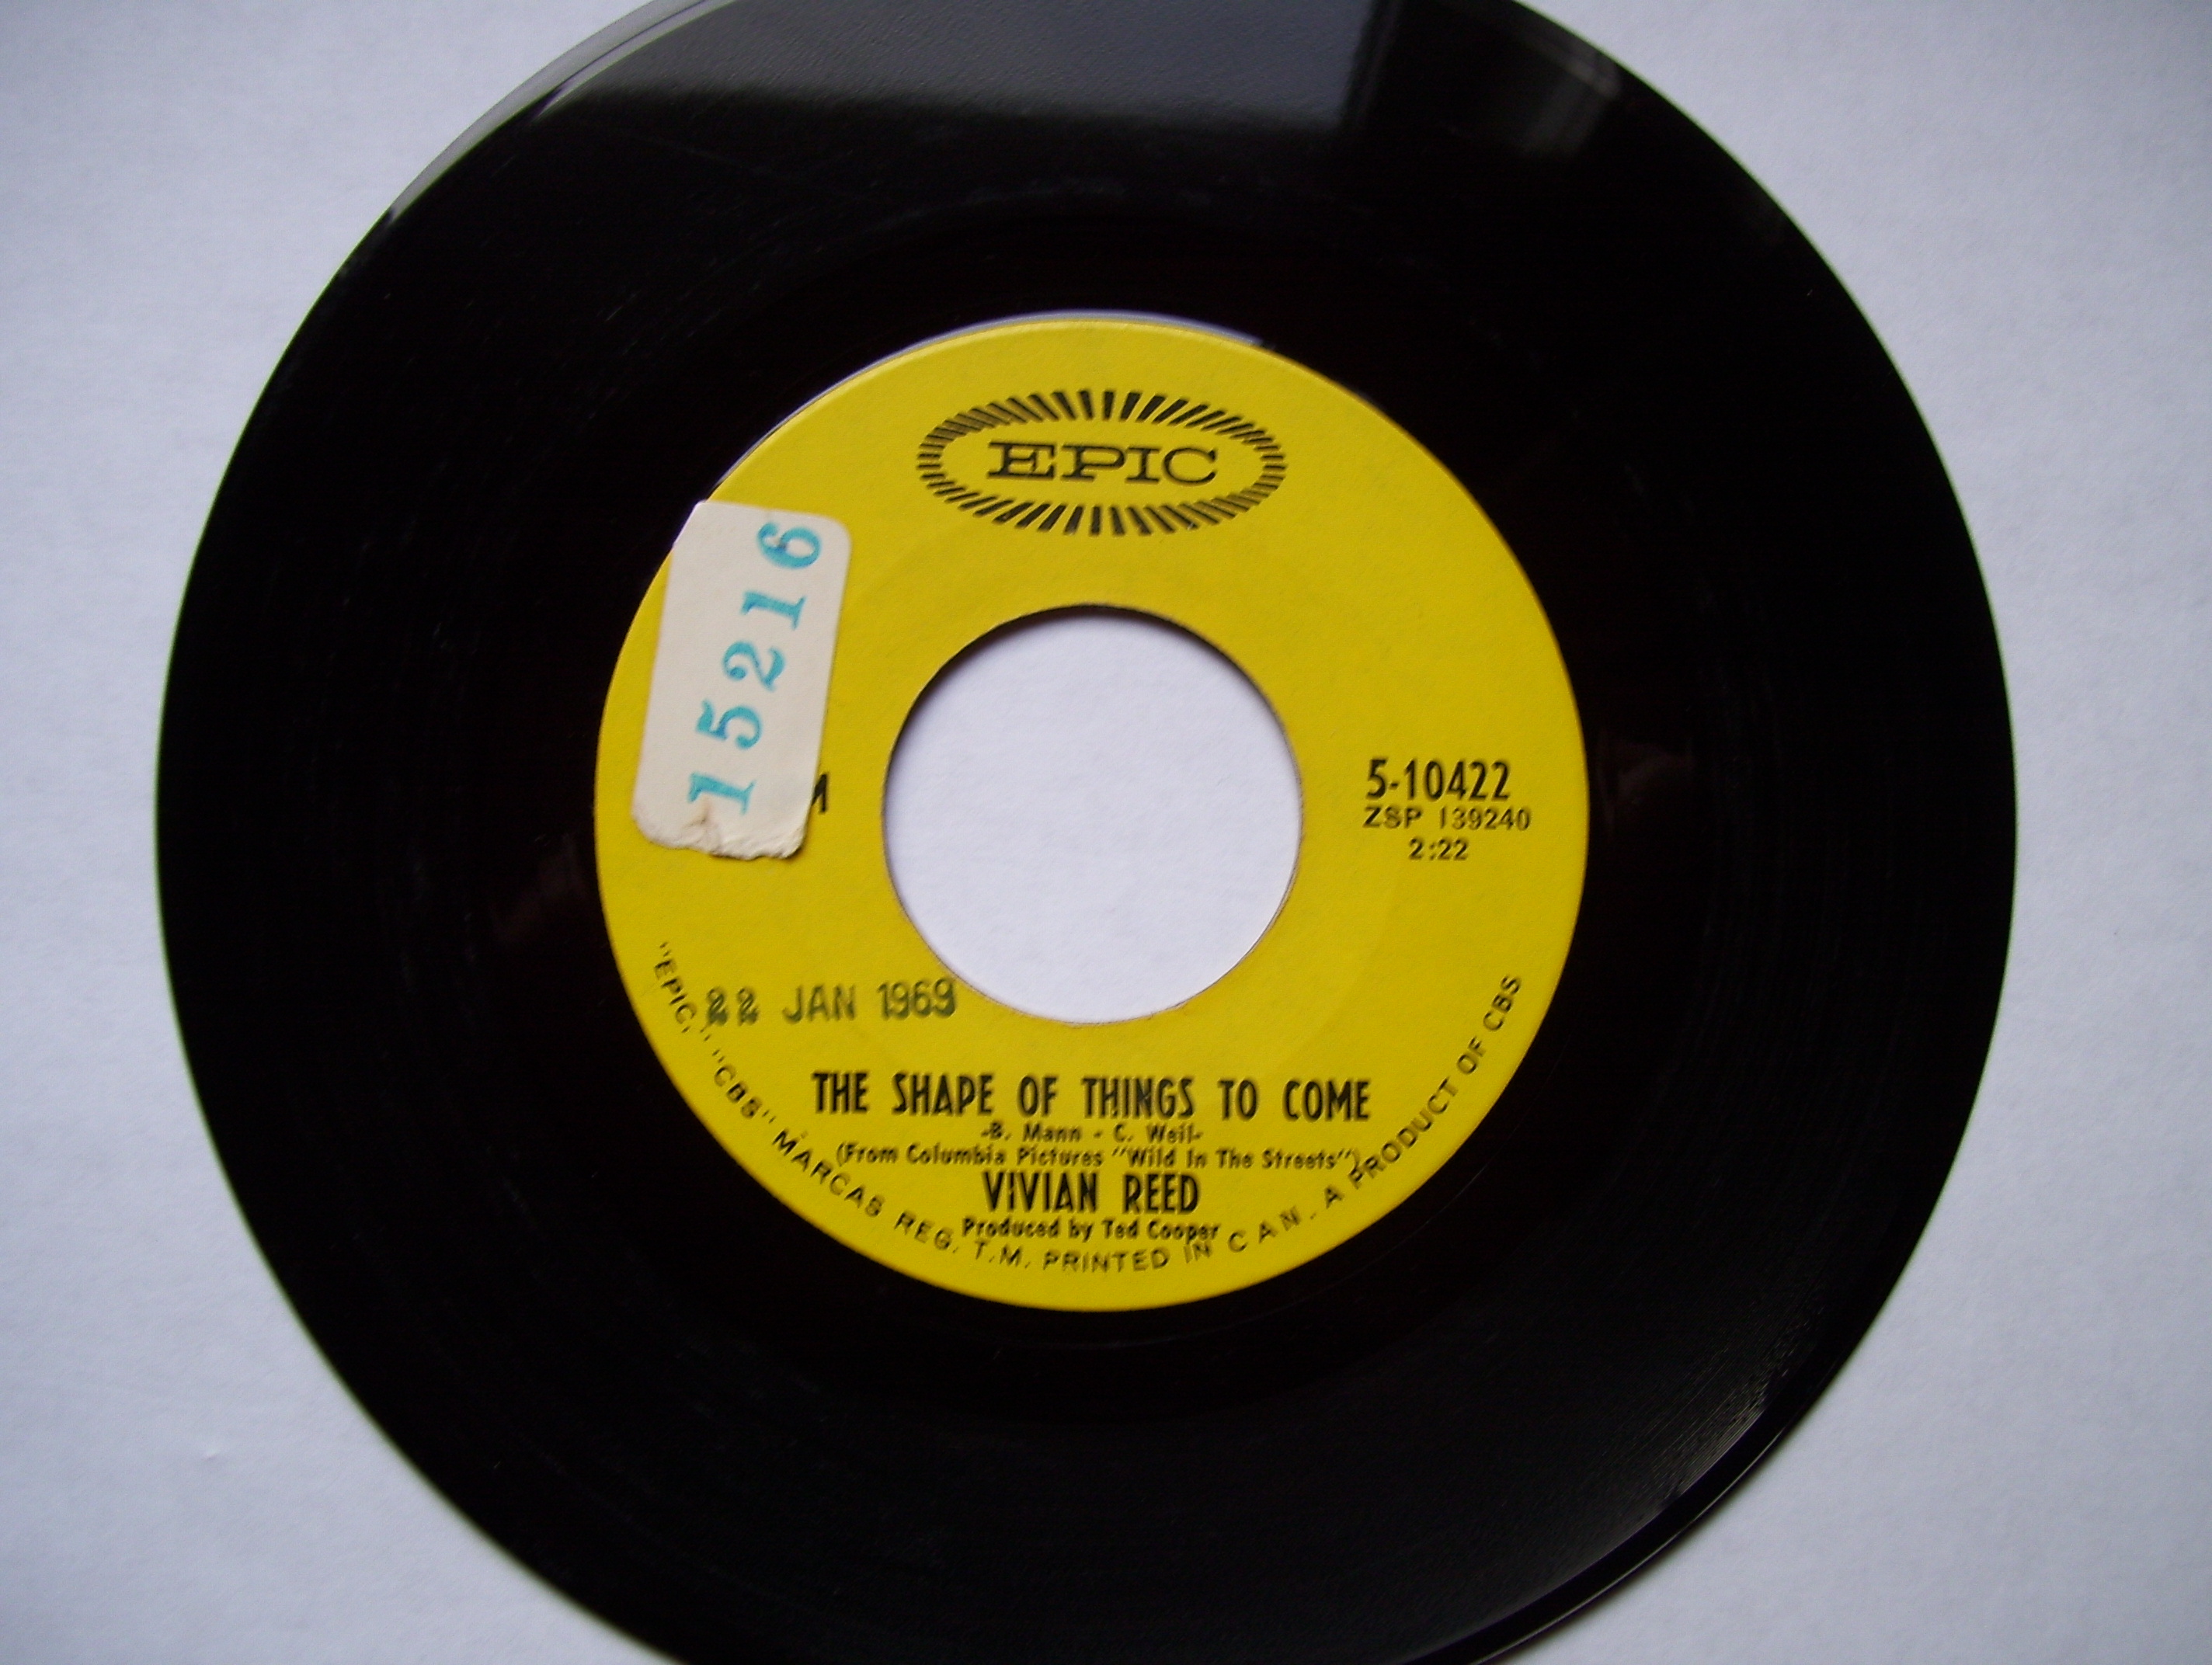 EPIC
15216
M
5-10422
ZSP 139240
2:22
22 JAN 1969
THE SHAPE OF THINGS TO COME
-B. Mann - C. Weil-
(From Columbia Pictures "Wild In The Streets")
VIVIAN REED
Produced by Ted Cooper
"EPIC," "CBS" MARCAS REG. T.M. PRINTED IN CAN. A PRODUCT OF CBS